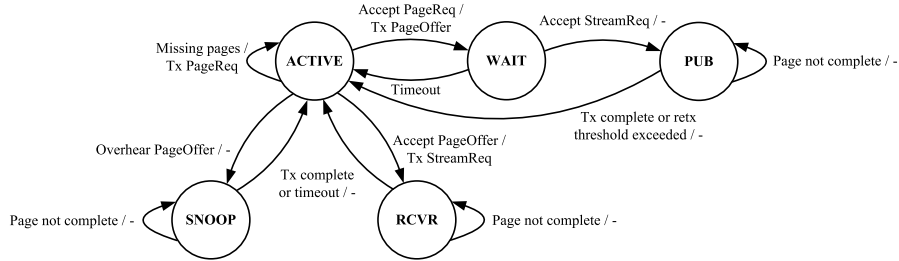 Accept PageReq /
Tx PageOffer
Accept StreamReq / -
Missing pages /
Tx PageReq
ACTIVE
WAIT
PUB
Page not complete / -
Timeout
Tx complete or retx
threshold exceeded / -
Overhear PageOffer / -
Accept PageOffer /
Tx StreamReq
Tx complete
or timeout / -
Page not complete / -
SNOOP
RCVR
Page not complete / -